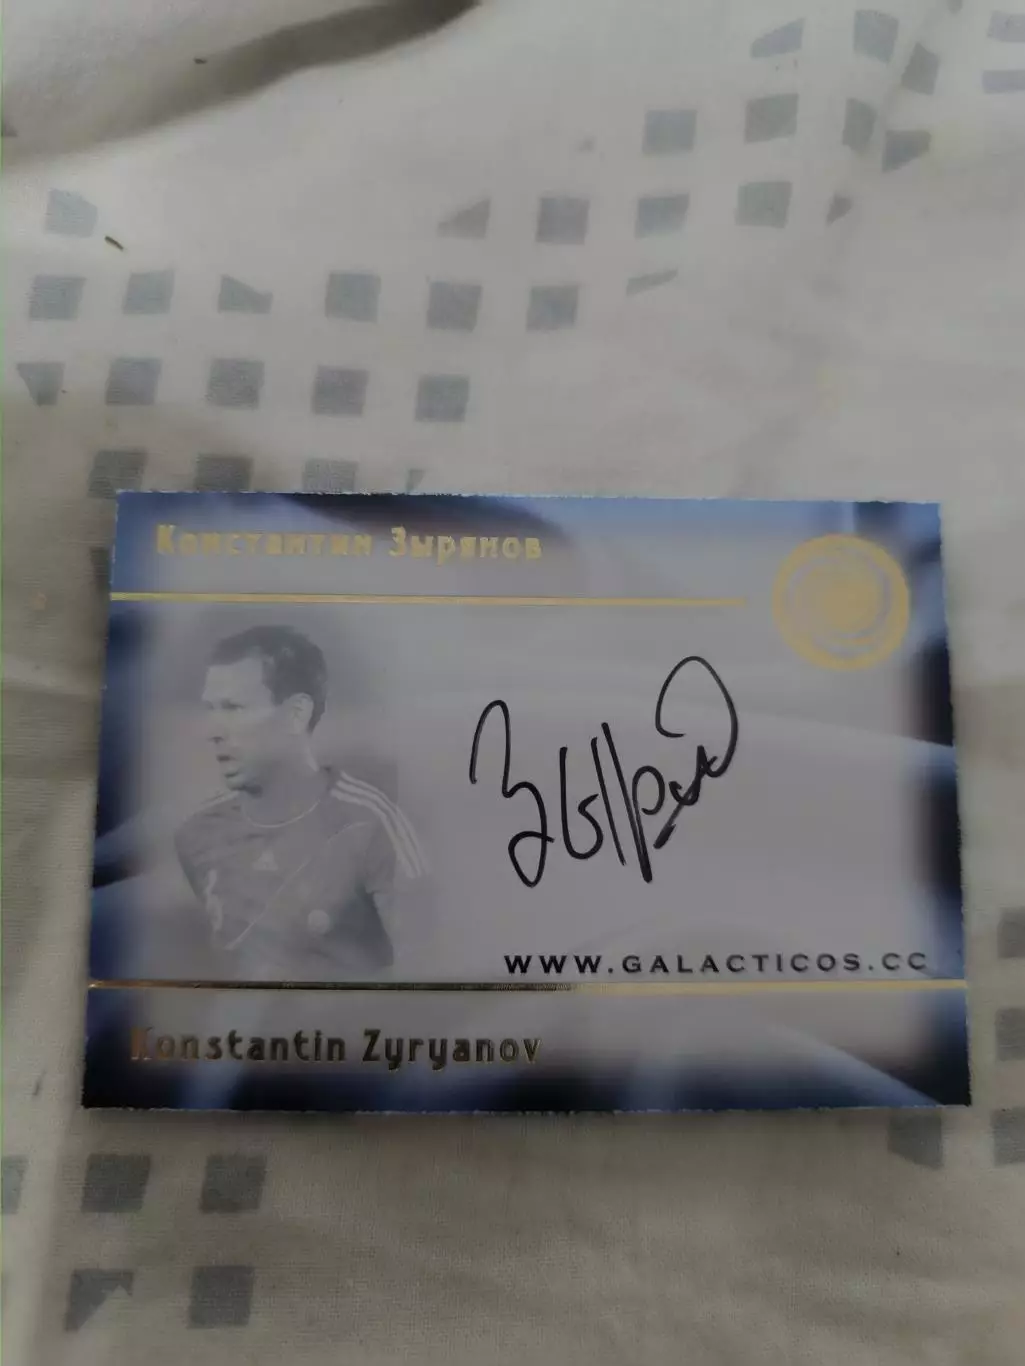 Константин Зырянов
WWW.GALACTICOS.CC
Konstantin Zyryanov